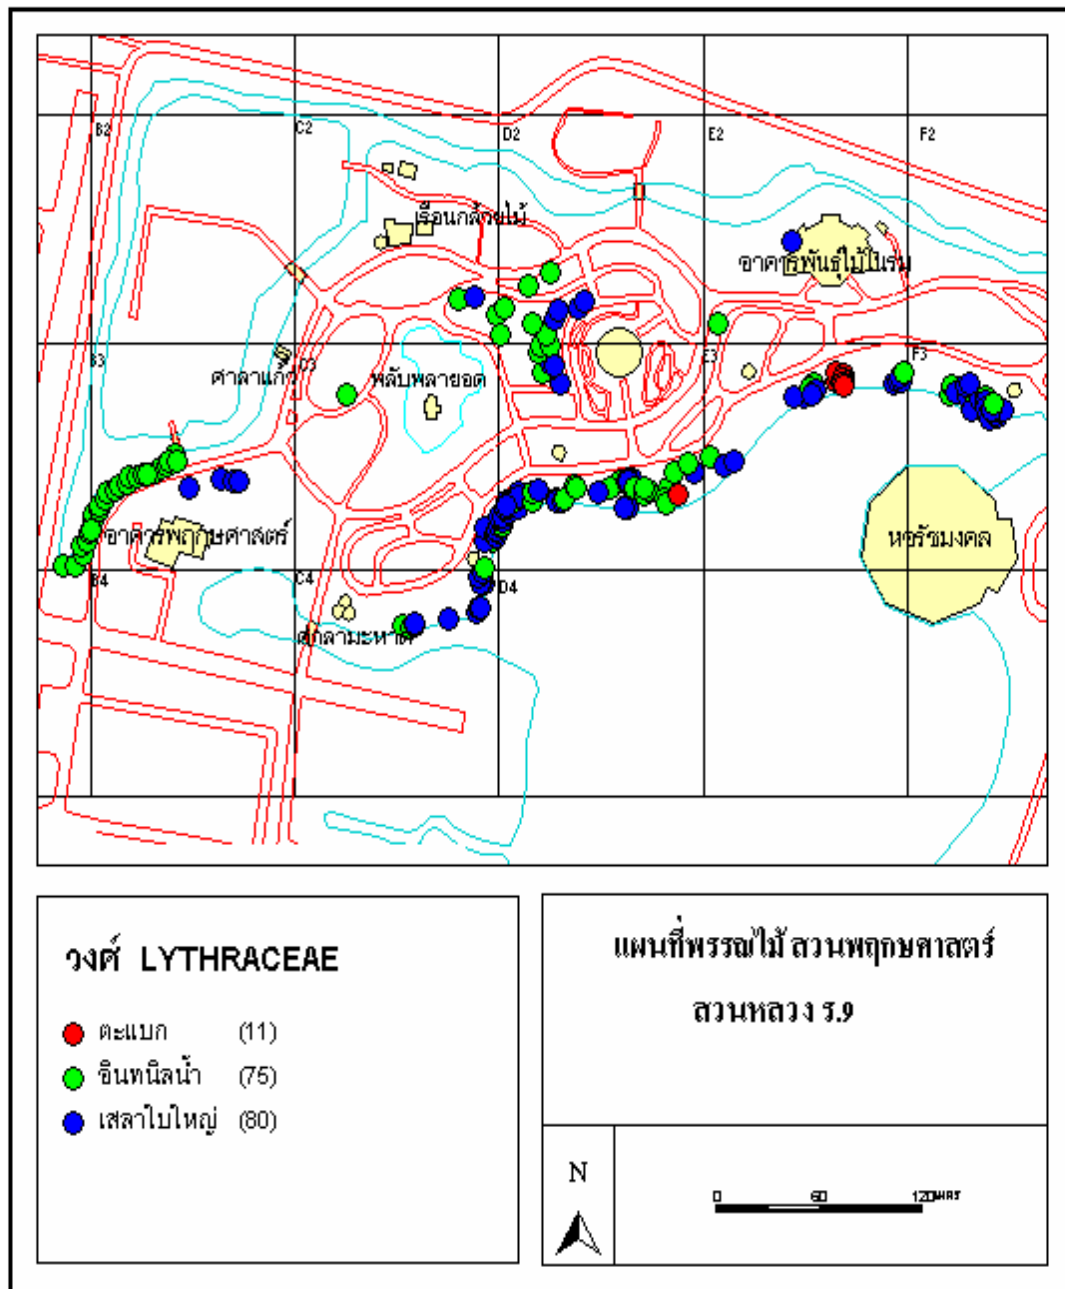 B2
C2
D2
E2
F2
เรือนกล้วยไม้
อาคารพันธุ์ไม้ในร่ม
B3
C3
E3
F3
ศาลาแก้ว
พลับพลายอด
อาคารพฤกษศาสตร์
หอรัชมงคล
B4
C4
D4
ศาลามะหาด
วงศ์ LYTHRACEAE
ตะแบก (11)
อินทนิลน้ำ (75)
เสลาใบใหญ่ (80)
แผนที่พรรณไม้ สวนพฤกษศาสตร์
สวนหลวง ร.9
N
0 60 120 เมตร